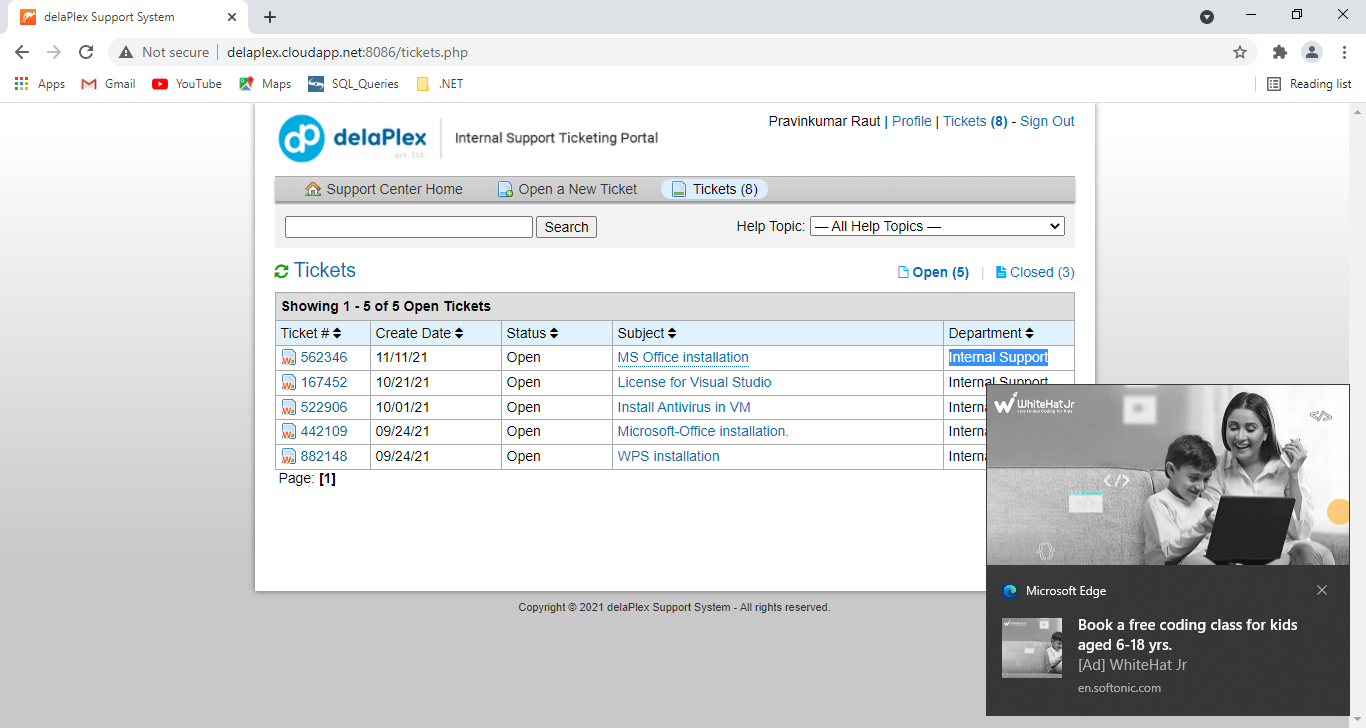 delaPlex Support System
Not secure
delaplex.cloudapp.net:8086/tickets.php
Apps Gmail YouTube Maps SQL_Queries .NET Reading list
dp delaPlex
pvt.ltd.
Internal Support Ticketing Portal
Pravinkumar Raut | Profile | Tickets (8) - Sign Out
Support Center Home Open a New Ticket Tickets (8)
Search Help Topic: — All Help Topics —
Tickets Open (5) | Closed (3)
Showing 1 - 5 of 5 Open Tickets
Ticket # Create Date Status Subject Department
562346 11/11/21 Open MS Office installation Internal Support
167452 10/21/21 Open License for Visual Studio Internal Support
522906 10/01/21 Open Install Antivirus in VM
442109 09/24/21 Open Microsoft-Office installation.
882148 09/24/21 Open WPS installation
Page: [1]
Copyright © 2021 delaPlex Support System - All rights reserved.
WhiteHat Jr
Live Online Coding for Kids
</>
</>
Microsoft Edge
Book a free coding class for kids
aged 6-18 yrs.
[Ad] WhiteHat Jr
en.softonic.com